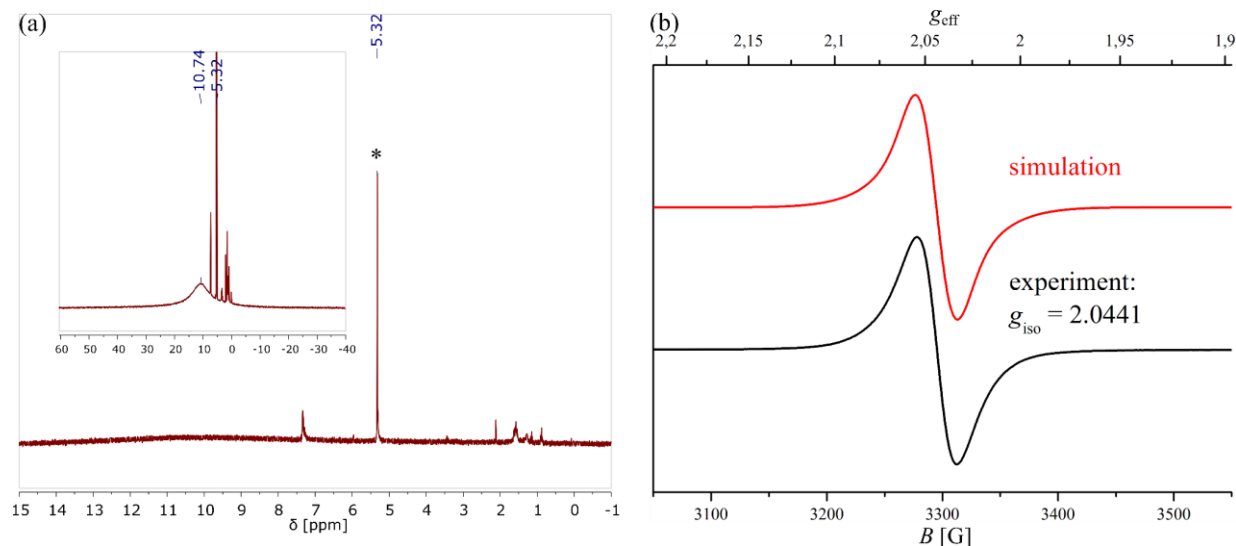 (a)
5.32
10.74
5.32
60 50 40 30 20 10 0 -10 -20 -30 -40
*
15 14 13 12 11 10 9 8 7 6 5 4 3 2 1 0 -1
δ [ppm]
(b)
g_eff
2,2 2,15 2,1 2,05 2 1,95 1,9
simulation
experiment:
g_iso = 2.0441
3100 3200 3300 3400 3500
B [G]